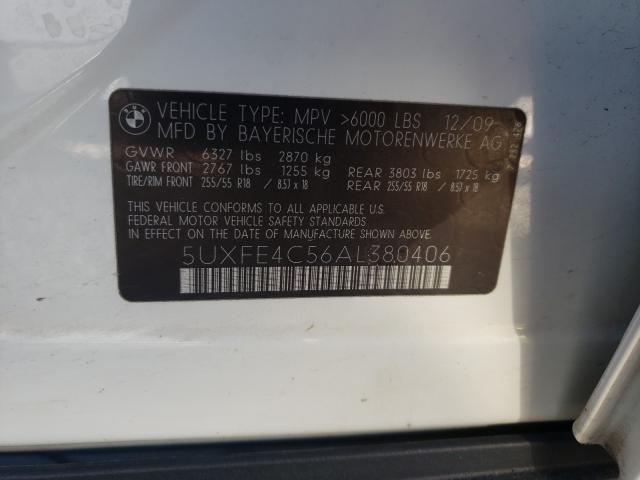 BMW
VEHICLE TYPE: MPV >6000 LBS 12/09
MFD BY BAYERISCHE MOTORENWERKE AG
GVWR 6327 lbs 2870 kg
GAWR FRONT 2767 lbs 1255 kg REAR 3803 lbs 1725 kg
TIRE/RIM FRONT 255/55 R18 / 8.5J x 18 REAR 255/55 R18 / 8.5J x 18
THIS VEHICLE CONFORMS TO ALL APPLICABLE U.S.
FEDERAL MOTOR VEHICLE SAFETY STANDARDS
IN EFFECT ON THE DATE OF MANUFACTURE SHOWN ABOVE.
5UXFE4C56AL380406